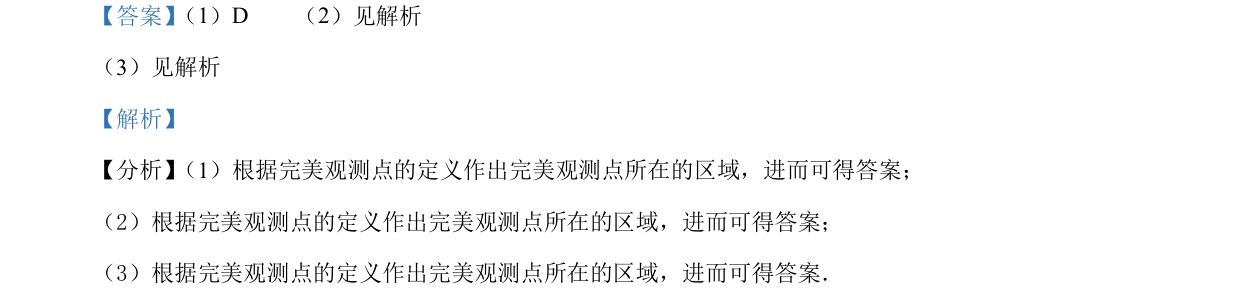 【答案】（1）D （2）见解析
（3）见解析
【解析】
【分析】（1）根据完美观测点的定义作出完美观测点所在的区域，进而可得答案；
（2）根据完美观测点的定义作出完美观测点所在的区域，进而可得答案；
（3）根据完美观测点的定义作出完美观测点所在的区域，进而可得答案．